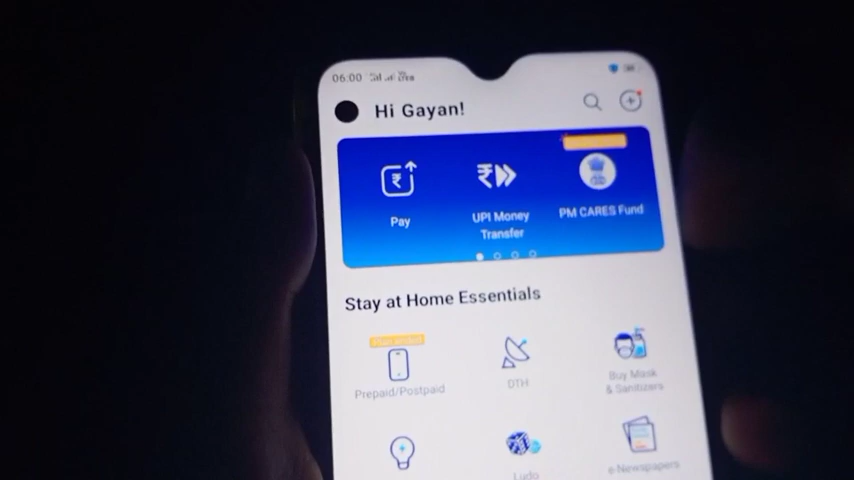 06:00
Hi Gayan!
Pay
UPI Money
Transfer
PM CARES Fund
Stay at Home Essentials
Prepaid/Postpaid
DTH
Buy Mask
& Sanitizers
Ludo
e-Newspapers